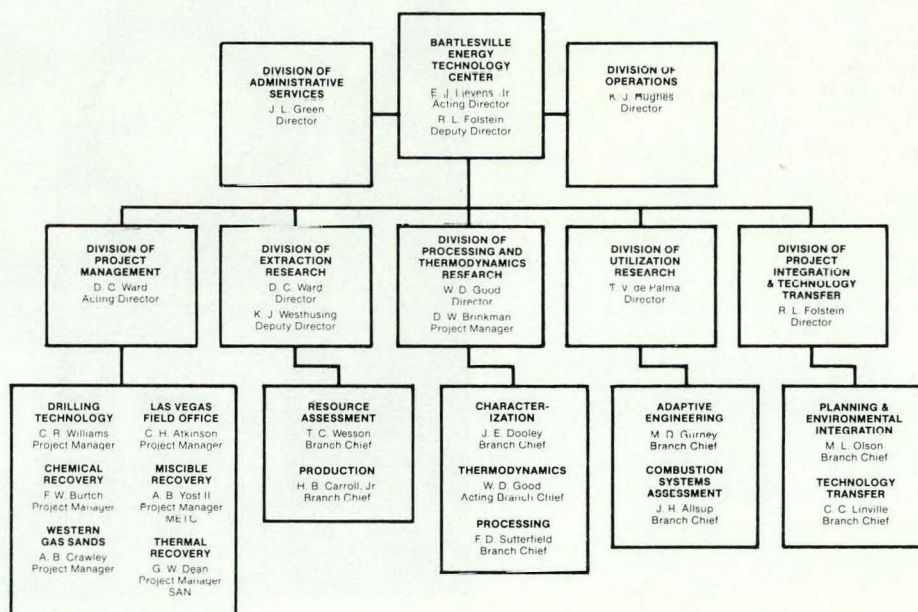 BARTLESVILLE
ENERGY
TECHNOLOGY
CENTER
E. J. Lievens, Jr
Acting Director
R. L. Folstein
Deputy Director
DIVISION OF
ADMINISTRATIVE
SERVICES
J. L. Green
Director
DIVISION OF
OPERATIONS
K. J. Hughes
Director
DIVISION OF
PROJECT
MANAGEMENT
D. C. Ward
Acting Director
DIVISION OF
EXTRACTION
RESEARCH
D. C. Ward
Director
K. J. Westhusing
Deputy Director
DIVISION OF
PROCESSING AND
THERMODYNAMICS
RESEARCH
W. D. Good
Director
D. W. Brinkman
Project Manager
DIVISION OF
UTILIZATION
RESEARCH
T. V. de Palma
Director
DIVISION OF
PROJECT
INTEGRATION
& TECHNOLOGY
TRANSFER
R. L. Folstein
Director
DRILLING
TECHNOLOGY
C. R. Williams
Project Manager
CHEMICAL
RECOVERY
F. W. Burtch
Project Manager
WESTERN
GAS SANDS
A. B. Crawley
Project Manager
LAS VEGAS
FIELD OFFICE
C. H. Atkinson
Project Manager
MISCIBLE
RECOVERY
A. B. Yost II
Project Manager
METC
THERMAL
RECOVERY
G. W. Dean
Project Manager
SAN
RESOURCE
ASSESSMENT
T. C. Wesson
Branch Chief
PRODUCTION
H. B. Carroll, Jr
Branch Chief
CHARACTER-
IZATION
J. E. Dooley
Branch Chief
THERMODYNAMICS
W. D. Good
Acting Branch Chief
PROCESSING
F. D. Sutterfield
Branch Chief
ADAPTIVE
ENGINEERING
M. D. Gurney
Branch Chief
COMBUSTION
SYSTEMS
ASSESSMENT
J. R. Allsup
Branch Chief
PLANNING &
ENVIRONMENTAL
INTEGRATION
M. L. Olson
Branch Chief
TECHNOLOGY
TRANSFER
C. C. Linville
Branch Chief